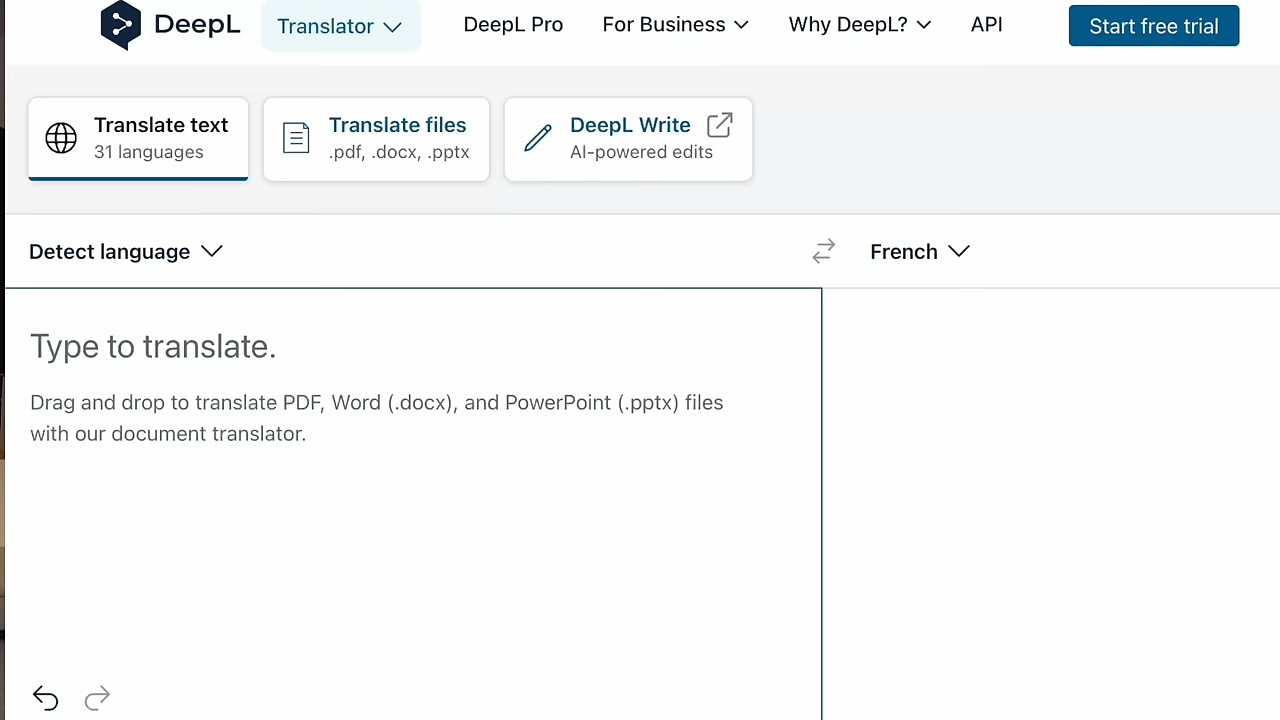 DeepL Translator DeepL Pro For Business Why DeepL? API Start free trial
Translate text
31 languages
Translate files
.pdf, .docx, .pptx
DeepL Write
AI-powered edits
Detect language
French
Type to translate.
Drag and drop to translate PDF, Word (.docx), and PowerPoint (.pptx) files
with our document translator.